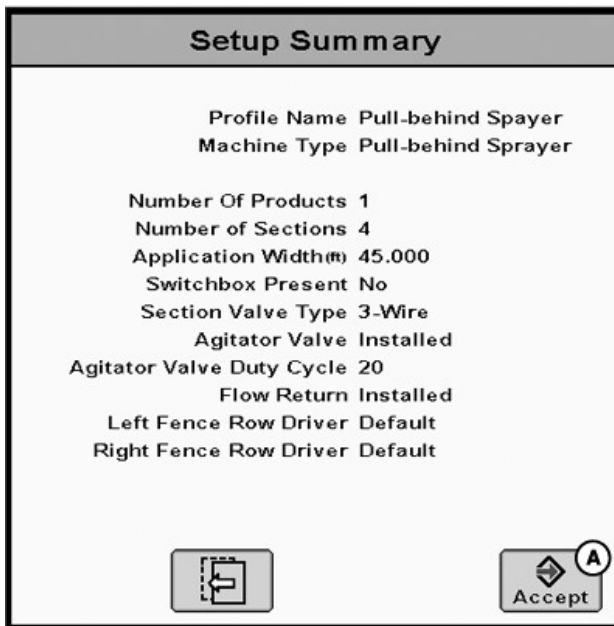 Setup Summary
Profile Name Pull-behind Spayer
Machine Type Pull-behind Sprayer
Number Of Products 1
Number of Sections 4
Application Width(ft) 45.000
Switchbox Present No
Section Valve Type 3-Wire
Agitator Valve Installed
Agitator Valve Duty Cycle 20
Flow Return Installed
Left Fence Row Driver Default
Right Fence Row Driver Default
A
Accept